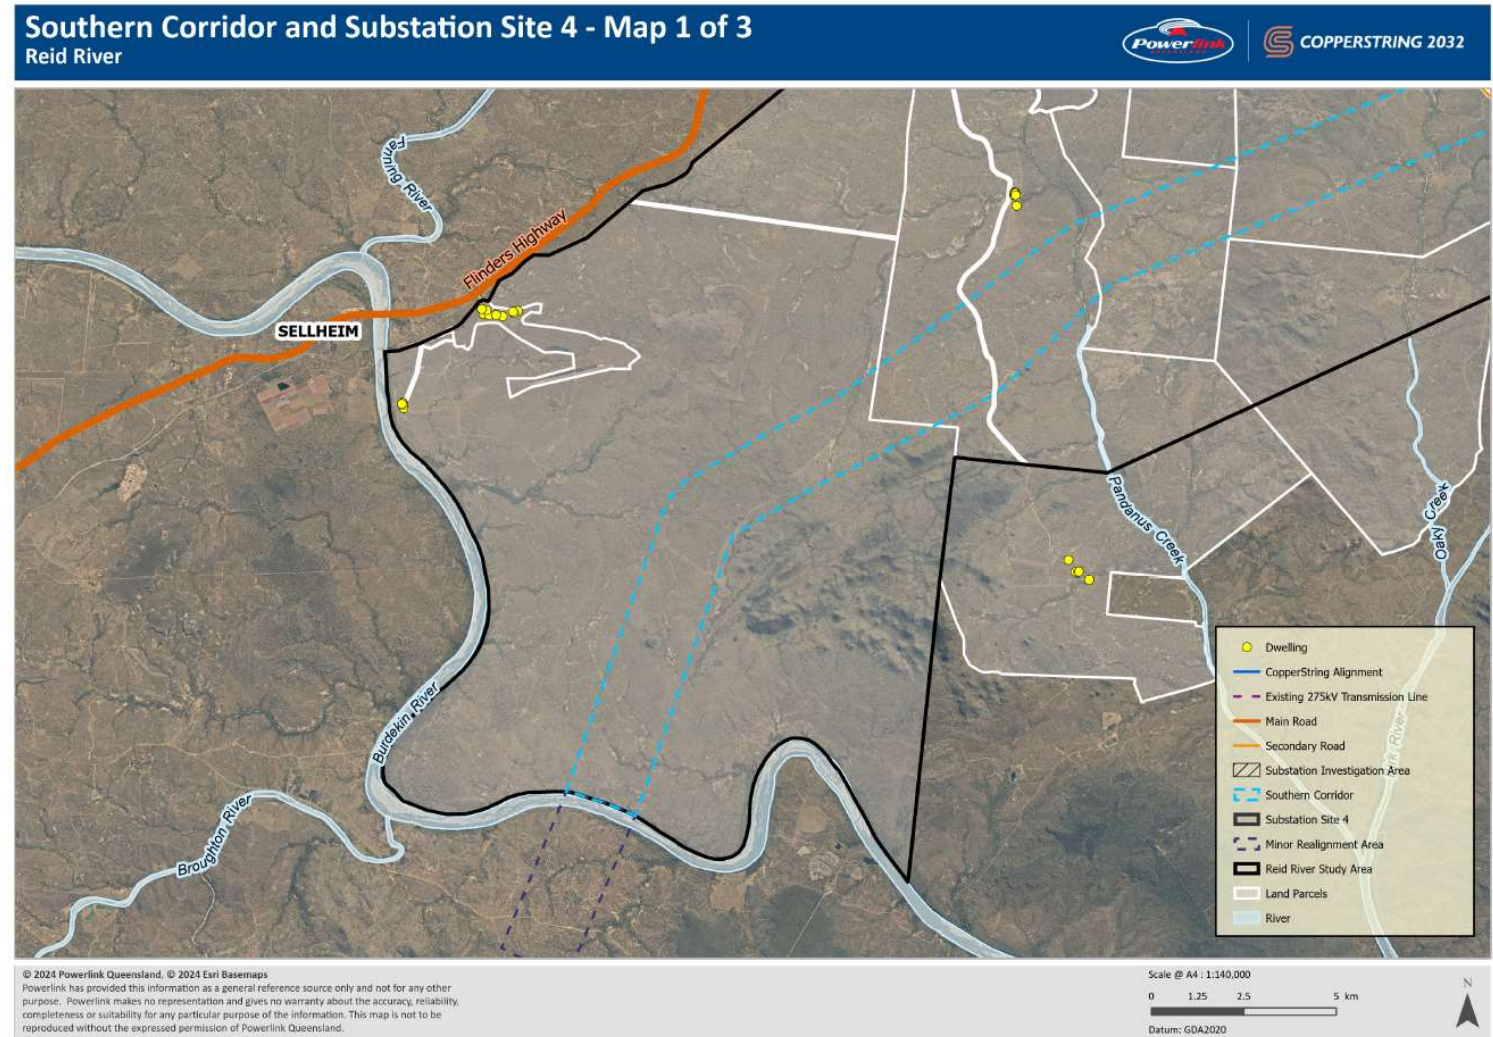 Southern Corridor and Substation Site 4 - Map 1 of 3
Reid River
Powerlink
COPPERSTRING 2032
Fanning River
Flinders Highway
SELLHEIM
Pandanus Creek
Oaky Creek
Burdekin River
Broughton River
River
Dwelling
CopperString Alignment
Existing 275kV Transmission Line
Main Road
Secondary Road
Substation Investigation Area
Southern Corridor
Substation Site 4
Minor Realignment Area
Reid River Study Area
Land Parcels
River
© 2024 Powerlink Queensland, © 2024 Esri Basemaps
Powerlink has provided this information as a general reference source only and not for any other
purpose. Powerlink makes no representation and gives no warranty about the accuracy, reliability,
completeness or suitability for any particular purpose of the information. This map is not to be
reproduced without the expressed permission of Powerlink Queensland.
Scale @ A4 : 1:140,000
0 1.25 2.5 5 km
Datum: GDA2020
N